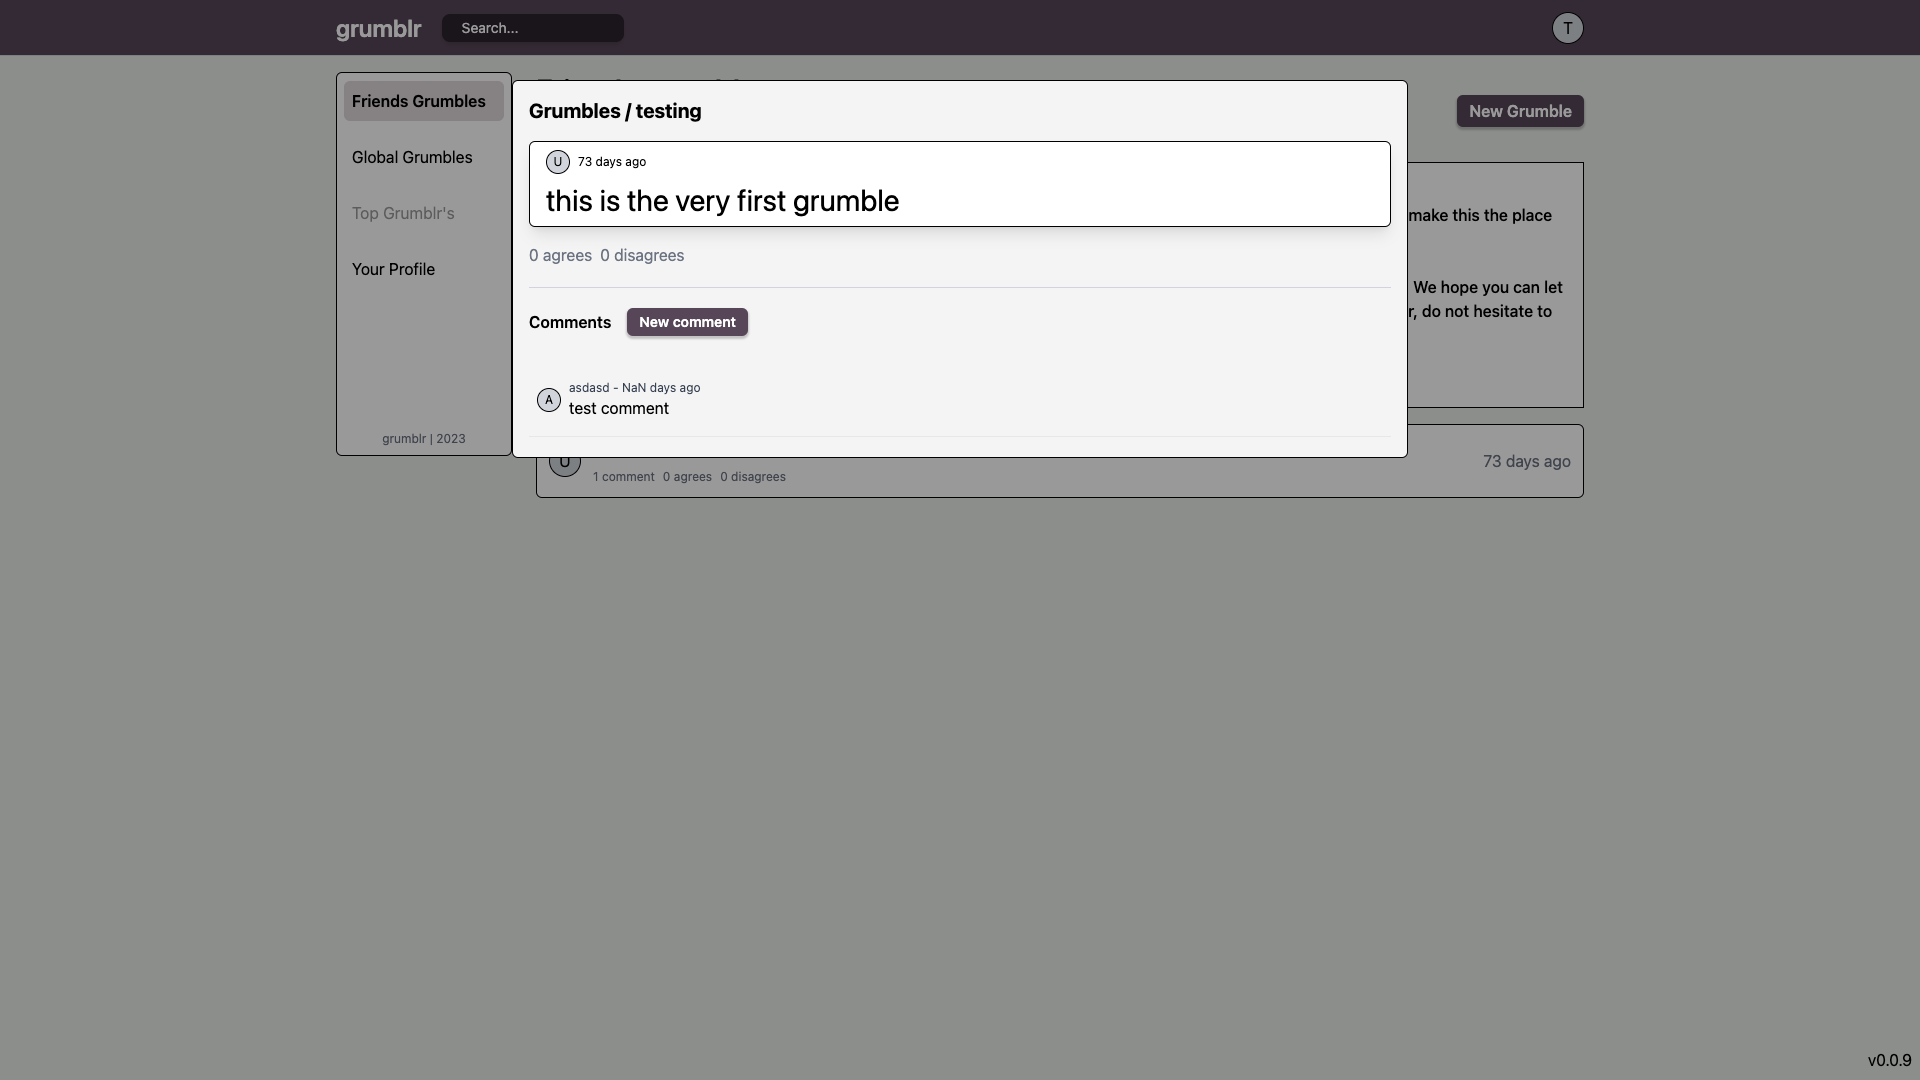 grumblr
Search...
T
Friends Grumbles
Global Grumbles
Top Grumblr's
Your Profile
grumblr | 2023
New Grumble
Grumbles / testing
U 73 days ago
this is the very first grumble
0 agrees 0 disagrees
Comments New comment
A asdasd - NaN days ago
test comment
make this the place
We hope you can let
r, do not hesitate to
U 73 days ago
1 comment 0 agrees 0 disagrees
v0.0.9